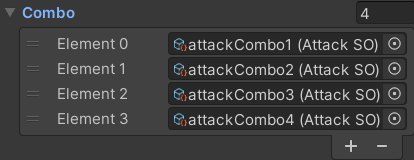 Combo 4
Element 0 attackCombo1 (Attack SO)
Element 1 attackCombo2 (Attack SO)
Element 2 attackCombo3 (Attack SO)
Element 3 attackCombo4 (Attack SO)
+ −